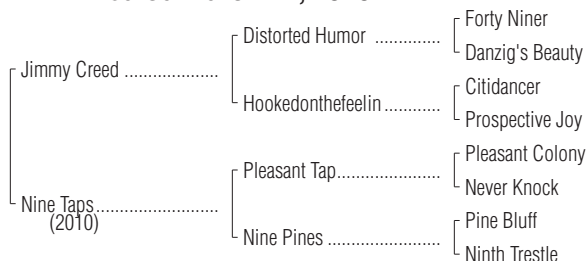 Forty Niner
Distorted Humor ..............
Danzig's Beauty
Jimmy Creed ....................
Citidancer
Hookedonthefeelin ............
Prospective Joy
Pleasant Colony
Pleasant Tap......................
Never Knock
Nine Taps..........................
(2010)
Pine Bluff
Nine Pines .........................
Ninth Trestle